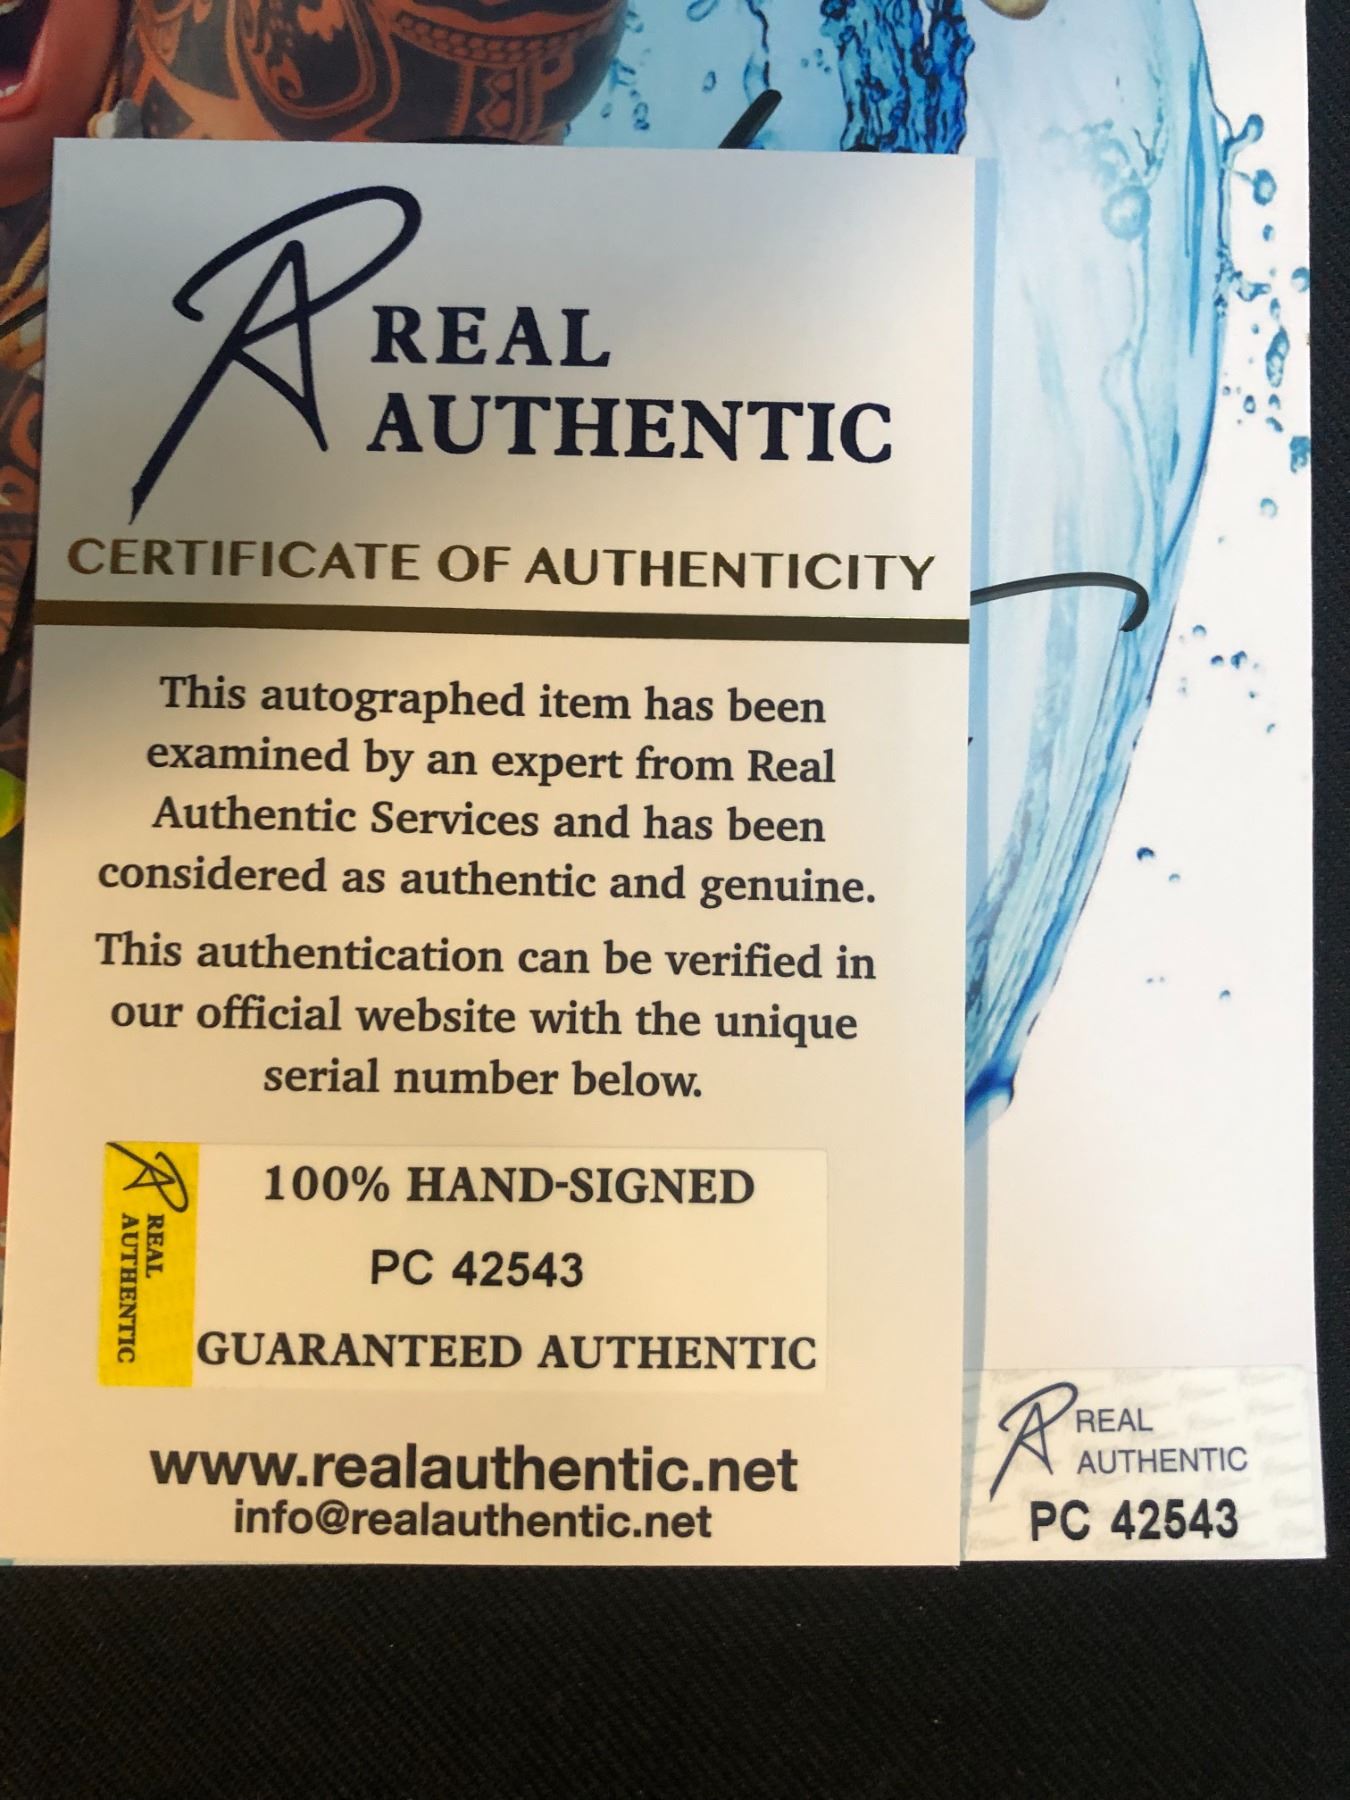 REAL
AUTHENTIC
CERTIFICATE OF AUTHENTICITY
This autographed item has been
examined by an expert from Real
Authentic Services and has been
considered as authentic and genuine.
This authentication can be verified in
our official website with the unique
serial number below.
REAL
AUTHENTIC
100% HAND-SIGNED
PC 42543
GUARANTEED AUTHENTIC
www.realauthentic.net
info@realauthentic.net
REAL
AUTHENTIC
PC 42543